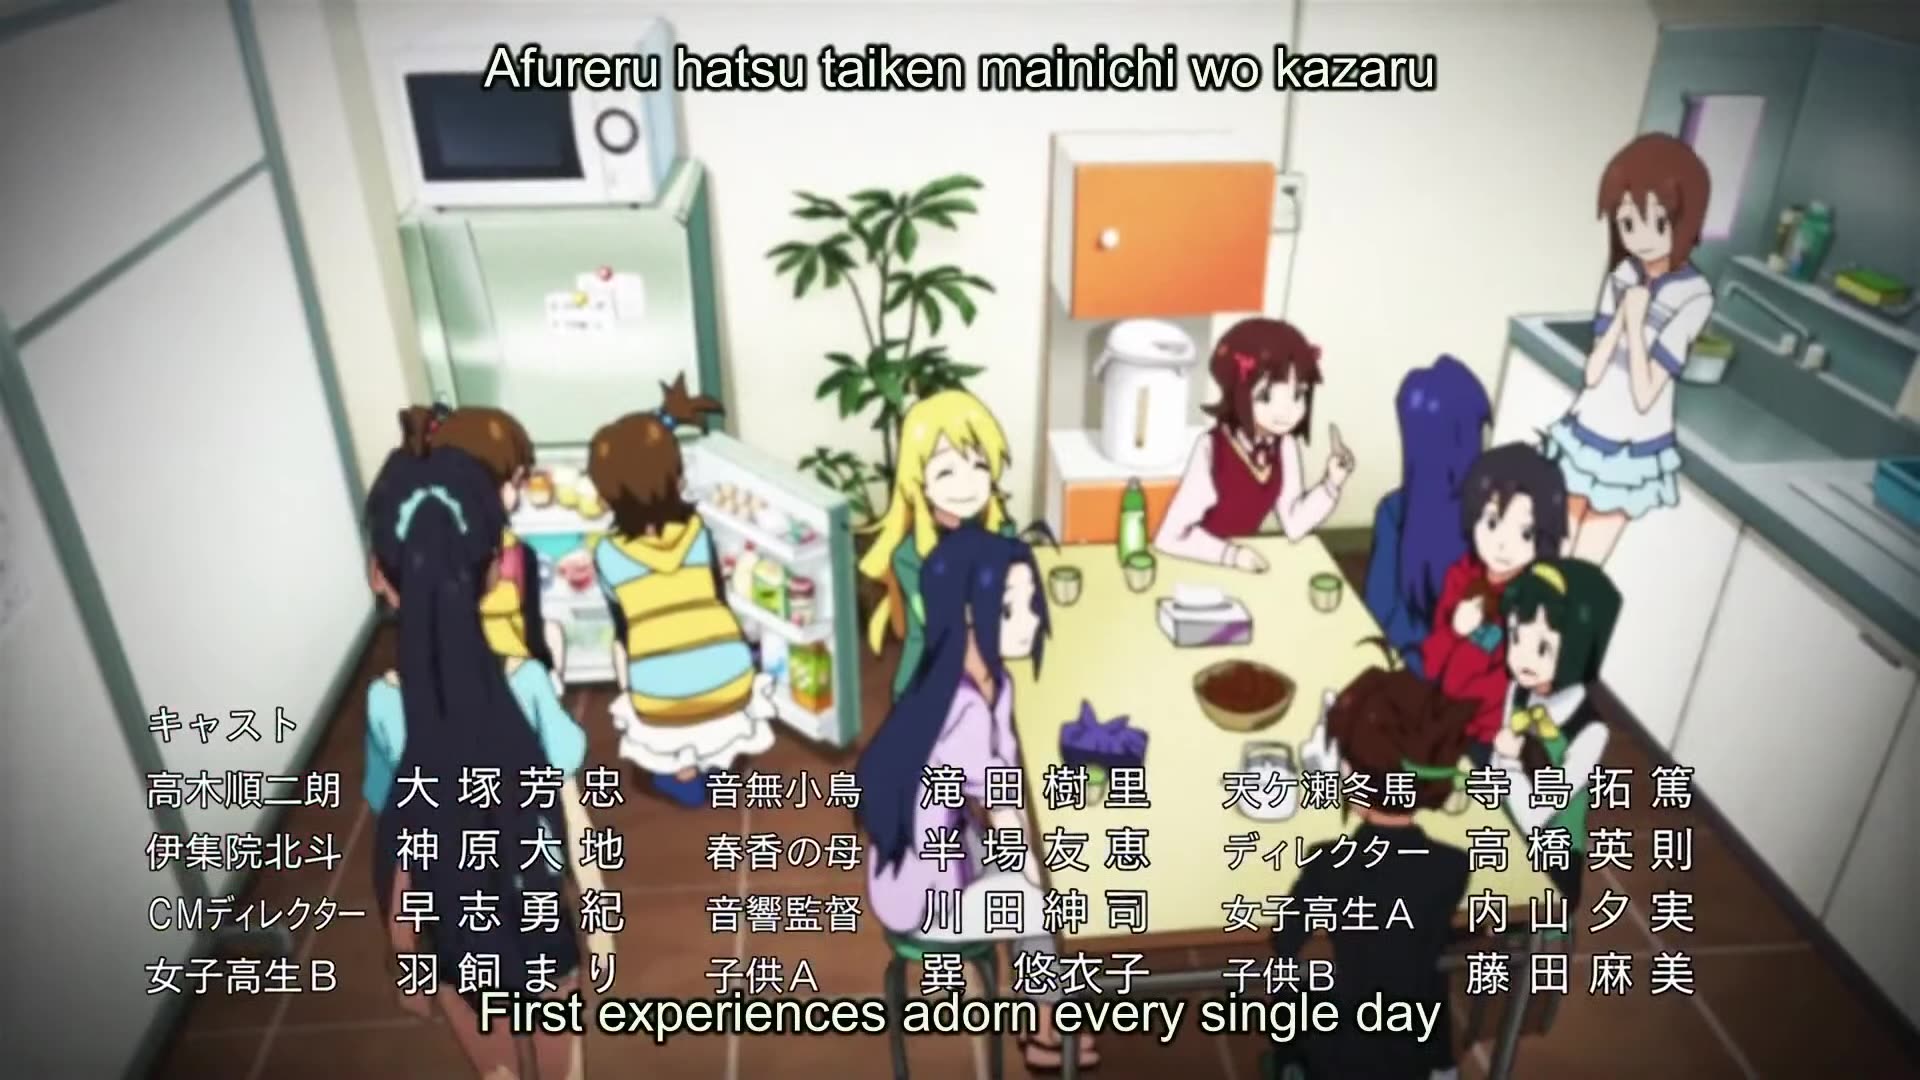 Afureru hatsu taiken mainichi wo kazaru
キャスト
高木順二朗 大塚芳忠 音無小鳥 滝田樹里 天ケ瀬冬馬 寺島拓篤
伊集院北斗 神原大地 春香の母 半場友恵 ディレクター 高橋英則
CMディレクター 早志勇紀 音響監督 川田紳司 女子高生A 内山夕実
女子高生B 羽飼まり 子供A 巽悠衣子 子供B 藤田麻美
First experiences adorn every single day